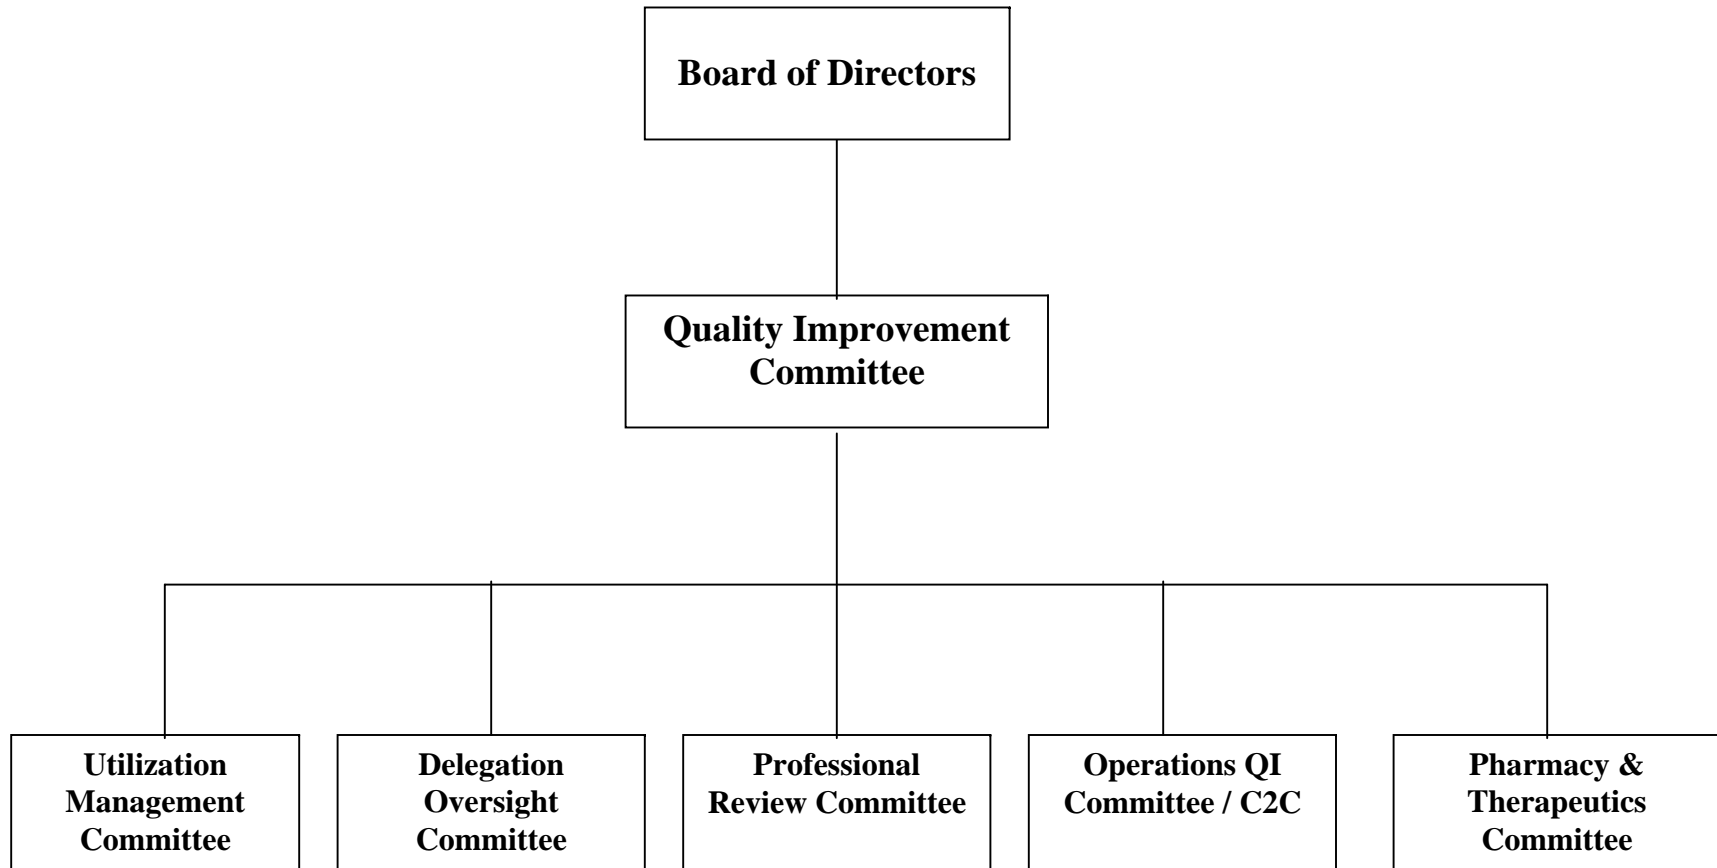 Board of Directors
Quality Improvement
Committee
Utilization
Management
Committee
Delegation
Oversight
Committee
Professional
Review Committee
Operations QI
Committee / C2C
Pharmacy &
Therapeutics
Committee